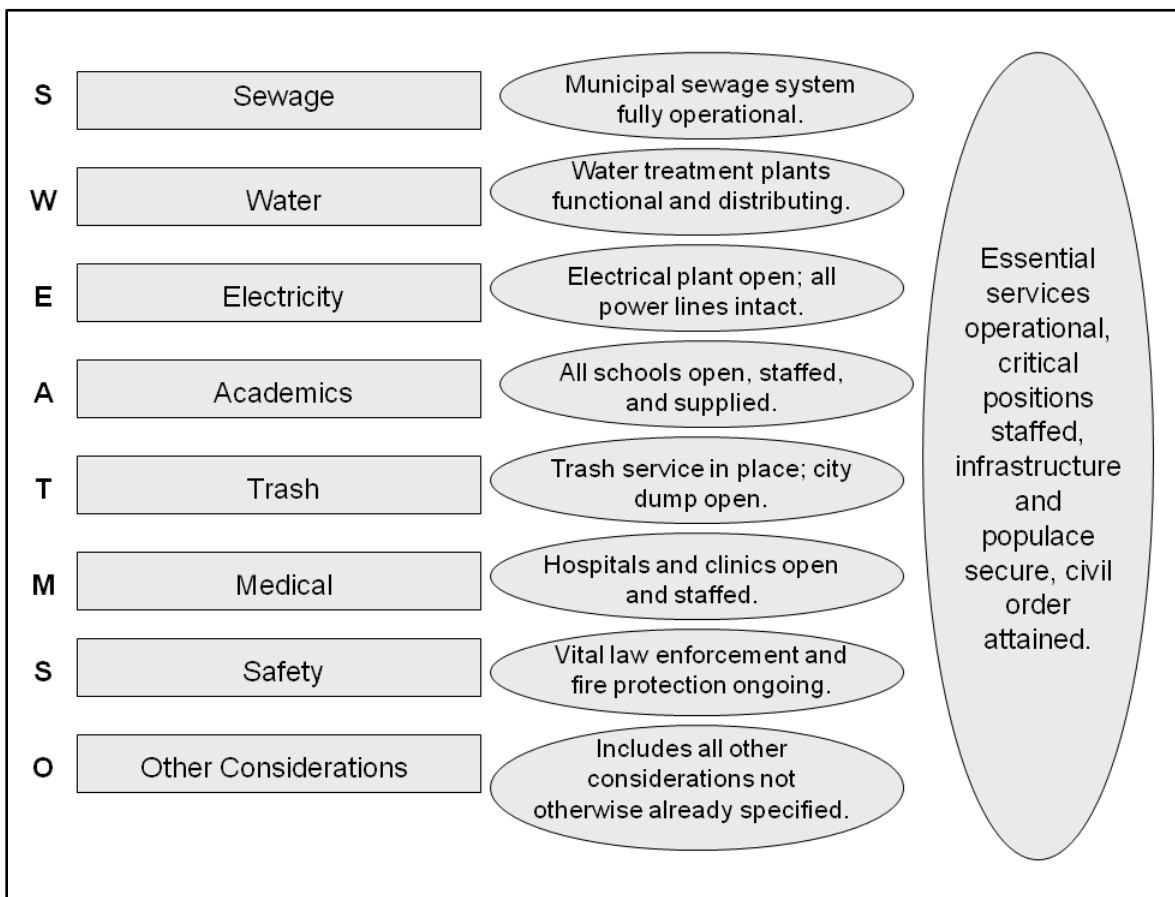 S
Sewage
Municipal sewage system
fully operational.
W
Water
Water treatment plants
functional and distributing.
E
Electricity
Electrical plant open; all
power lines intact.
A
Academics
All schools open, staffed,
and supplied.
T
Trash
Trash service in place; city
dump open.
M
Medical
Hospitals and clinics open
and staffed.
S
Safety
Vital law enforcement and
fire protection ongoing.
O
Other Considerations
Includes all other
considerations not
otherwise already specified.
Essential
services
operational,
critical
positions
staffed,
infrastructure
and
populace
secure, civil
order
attained.